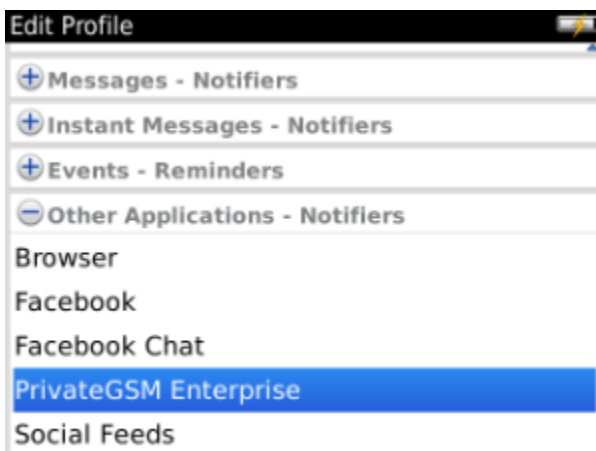 Edit Profile
Messages - Notifiers
Instant Messages - Notifiers
Events - Reminders
Other Applications - Notifiers
Browser
Facebook
Facebook Chat
PrivateGSM Enterprise
Social Feeds